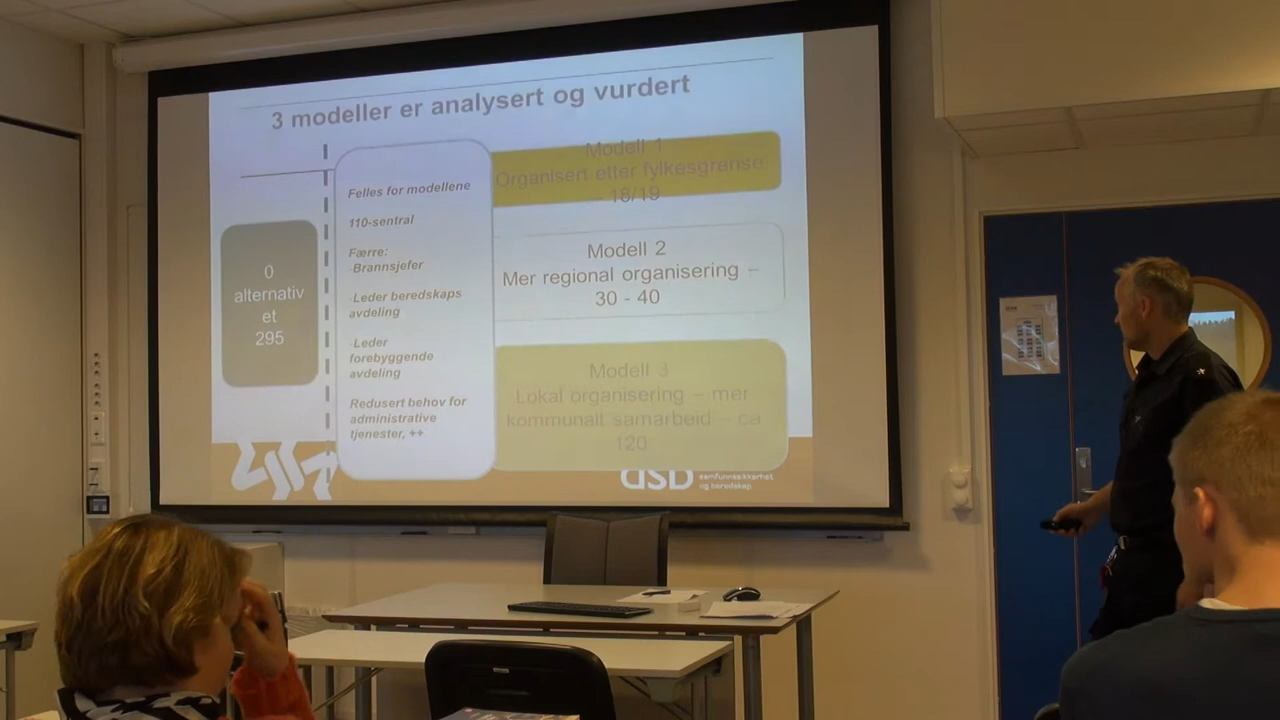 3 modeller er analysert og vurdert
0
alternativ
et
295
Felles for modellene
110-sentral
Færre:
-Brannsjefer
-Leder beredskaps
avdeling
-Leder
forebyggende
avdeling
Redusert behov for
administrative
tjenester, ++
Modell 1
Organisert etter fylkesgrense
18/19
Modell 2
Mer regional organisering –
30 - 40
Modell 3
Lokal organisering – mer
kommunalt samarbeid – ca
120
dsb
samfunnssikkerhet
og beredskap